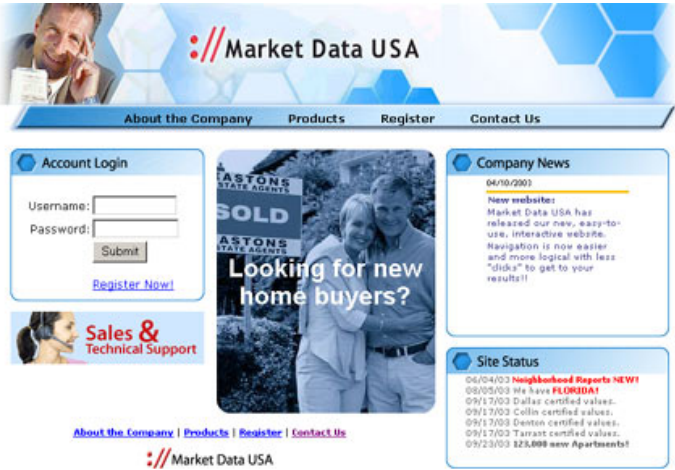 :// Market Data USA
About the Company Products Register Contact Us
Account Login
Username:
Password:
Submit
Register Now!
Sales & Technical Support
EASTONS
ESTATE AGENTS
SOLD
EASTONS
ESTATE AGENTS
Looking for new
home buyers?
Company News
04/10/2003
New website:
Market Data USA has
released our new, easy-to-
use, interactive website.
Navigation is now easier
and more logical with less
"clicks" to get to your
results!!
Site Status
06/04/03 Neighborhood Reports NEW!
08/05/03 We have FLORIDA!
09/17/03 Dallas certified values.
09/17/03 Collin certified values.
09/17/03 Denton certified values.
09/17/03 Tarrant certified values.
09/23/03 123,000 new Apartments!
About the Company | Products | Register | Contact Us
:// Market Data USA